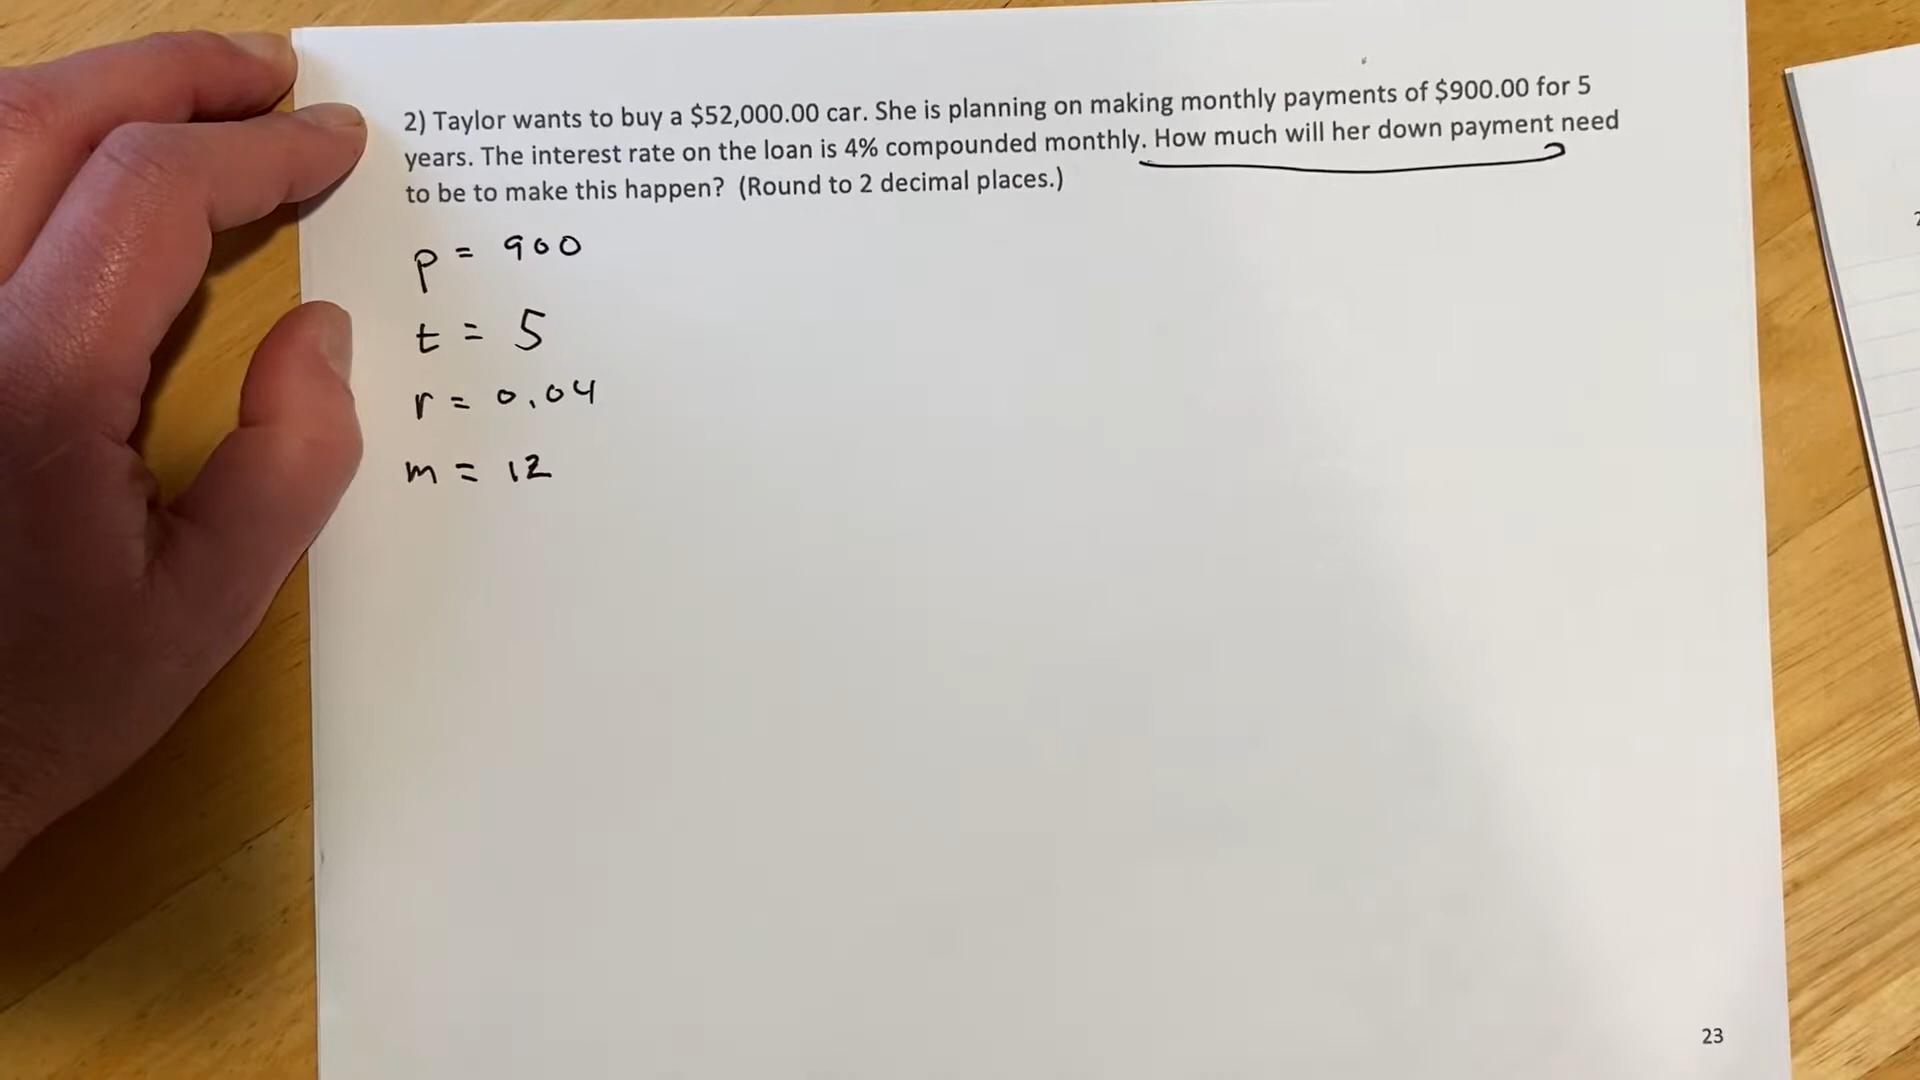 2) Taylor wants to buy a $52,000.00 car. She is planning on making monthly payments of $900.00 for 5
years. The interest rate on the loan is 4% compounded monthly. How much will her down payment need
to be to make this happen? (Round to 2 decimal places.)
p = 900
t = 5
r = 0.04
m = 12
23